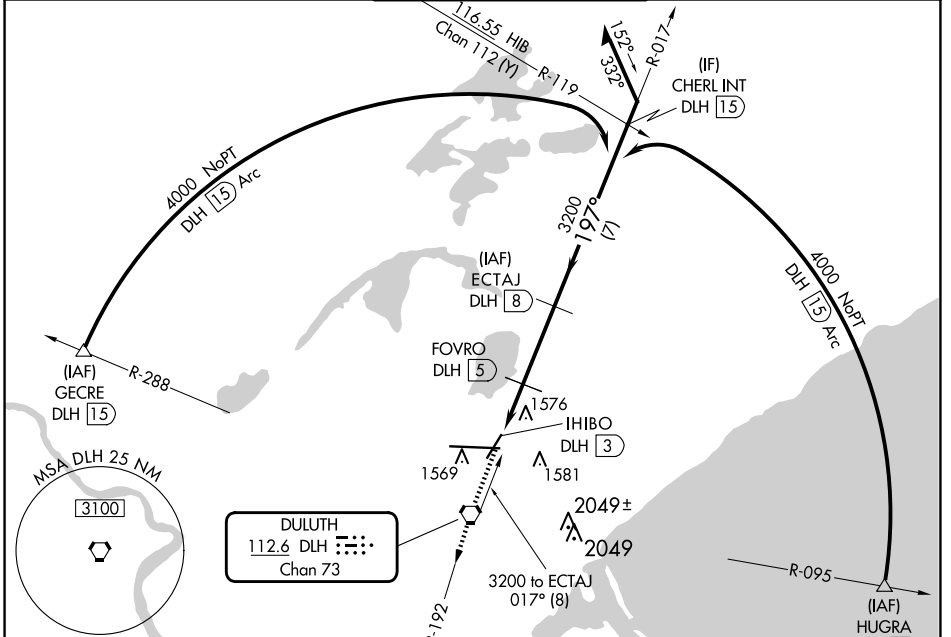 116.55 HIB
Chan 112 (Y)
R-119
152°
332°
R-017
(IF)
CHERL INT
DLH 15
4000 NoPT
DLH 15 Arc
3200
197°
(7)
(IAF)
ECTAJ
DLH 8
4000 NoPT
DLH 15 Arc
FOVRO
DLH 5
(IAF)
GECRE
DLH 15
R-288
1576
IHIBO
DLH 3
1569
1581
MSA DLH 25 NM
3100
2049±
2049
DULUTH
112.6 DLH
Chan 73
3200 to ECTAJ
017° (8)
R-095
(IAF)
HUGRA
-192